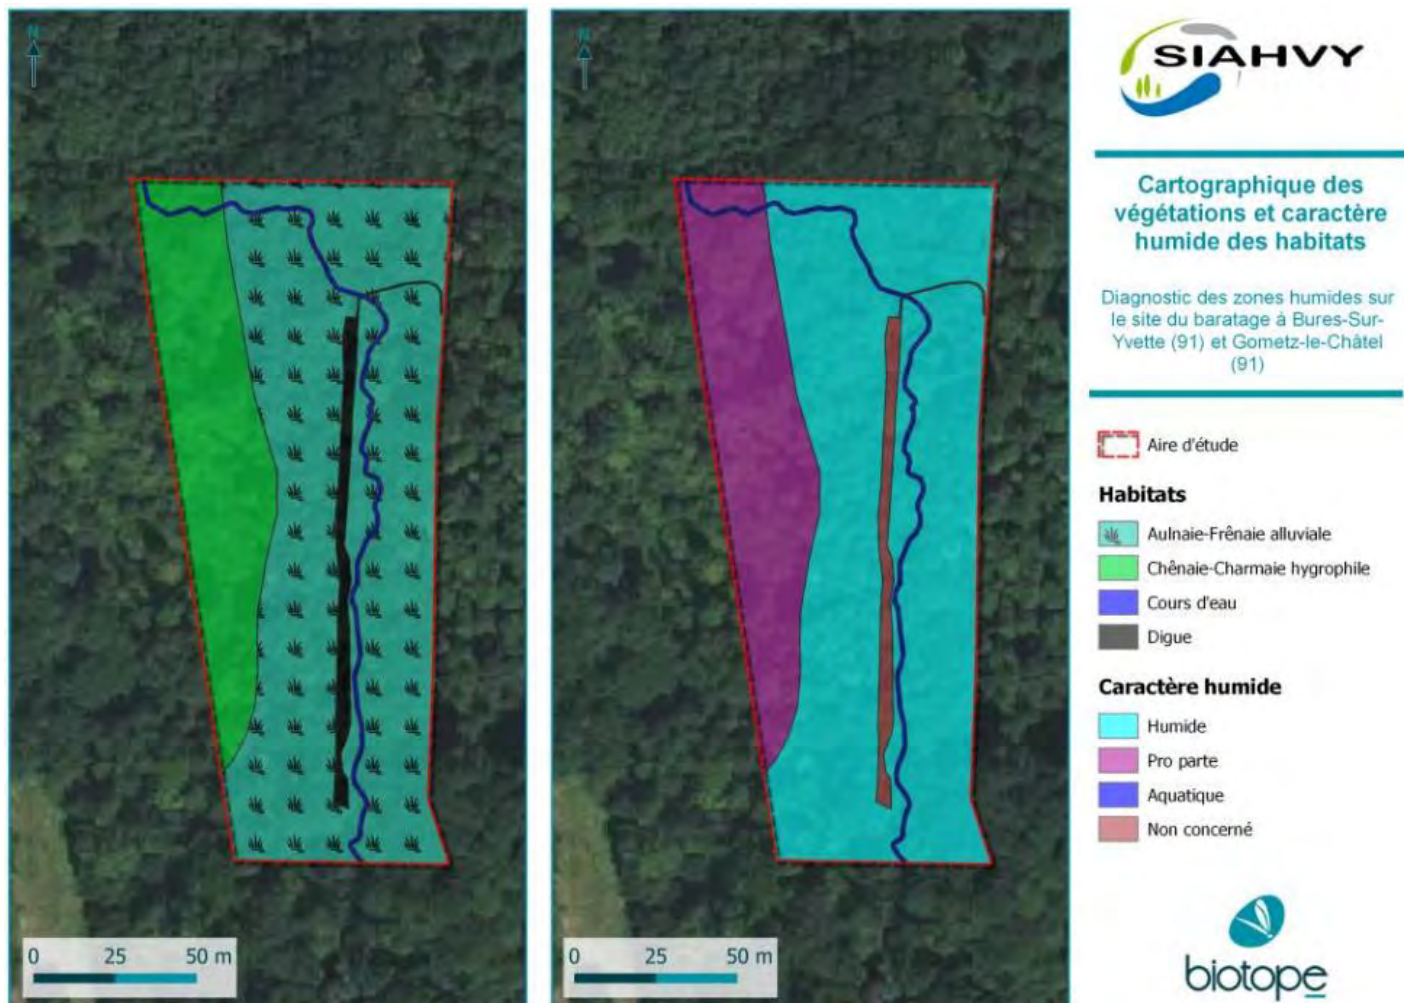 N
0 25 50 m
N
0 25 50 m
SIAHVY
Cartographique des
végétations et caractère
humide des habitats
Diagnostic des zones humides sur
le site du baratage à Bures-Sur-
Yvette (91) et Gometz-le-Châtel
(91)
Aire d'étude
Habitats
Aulnaie-Frênaie alluviale
Chênaie-Charmaie hygrophile
Cours d'eau
Digue
Caractère humide
Humide
Pro parte
Aquatique
Non concerné
biotope